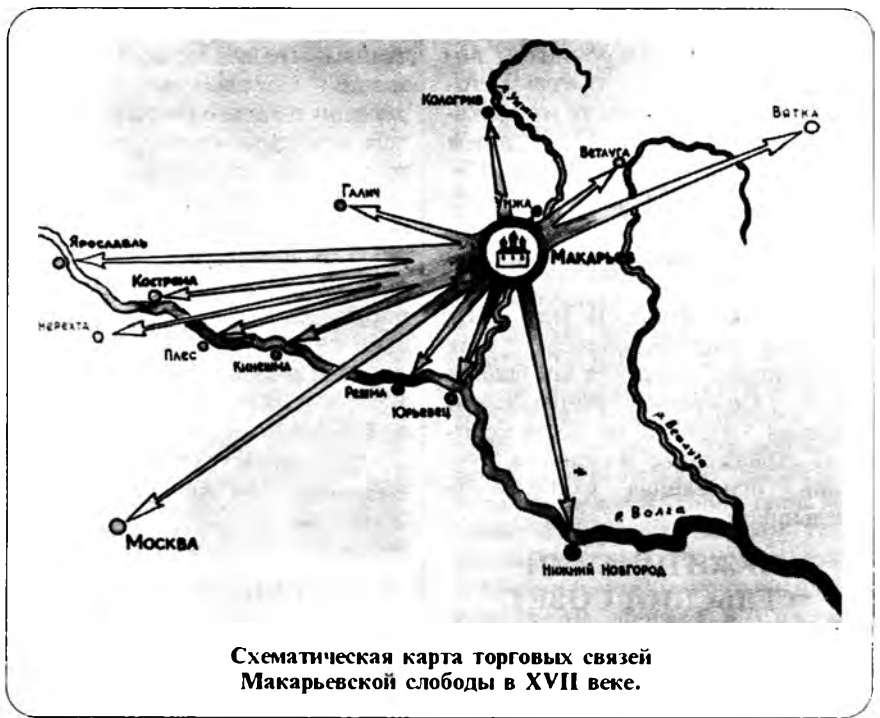 р. Унжа
Кологрив
Вятка
Ветлуга
Галич
Унжа
Ярославль
Макарьев
Кострома
Нерехта
Плес
Кинешма
Решма
Юрьевец
р. Ветлуга
р. Волга
Москва
Нижний Новгород
Схематическая карта торговых связей
Макарьевской слободы в XVII веке.